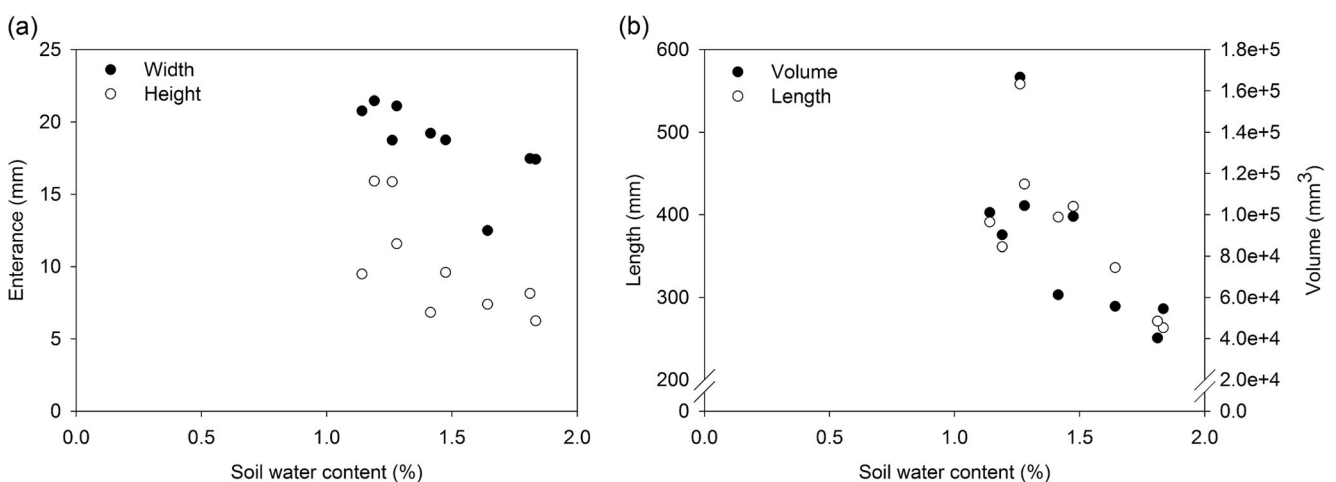 (a)
25
20
15
10
5
0
Enterance (mm)
Width
Height
0.0 0.5 1.0 1.5 2.0
Soil water content (%)
(b)
600
500
400
300
200
0
Length (mm)
Volume
Length
1.8e+5
1.6e+5
1.4e+5
1.2e+5
1.0e+5
8.0e+4
6.0e+4
4.0e+4
2.0e+4
0.0
Volume (mm³)
0.0 0.5 1.0 1.5 2.0
Soil water content (%)